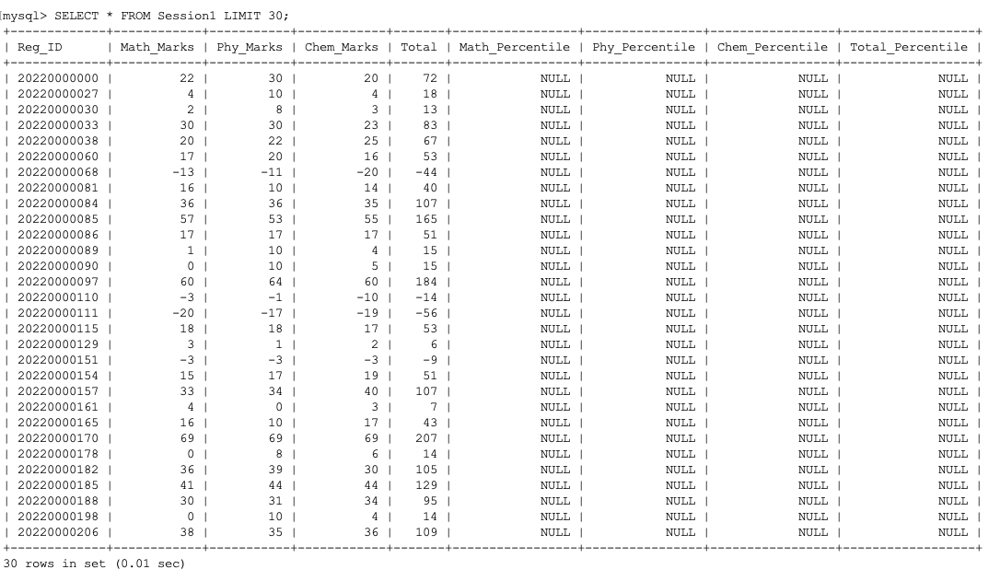 [mysql> SELECT * FROM Session1 LIMIT 30;
+-------------+------------+-----------+------------+-------+-----------------+----------------+-----------------+------------------+
| Reg_ID      | Math_Marks | Phy_Marks | Chem_Marks | Total | Math_Percentile | Phy_Percentile | Chem_Percentile | Total_Percentile |
+-------------+------------+-----------+------------+-------+-----------------+----------------+-----------------+------------------+
| 20220000000 | 22 | 30 | 20 | 72 | NULL | NULL | NULL | NULL |
| 20220000027 | 4 | 10 | 4 | 18 | NULL | NULL | NULL | NULL |
| 20220000030 | 2 | 8 | 3 | 13 | NULL | NULL | NULL | NULL |
| 20220000033 | 30 | 30 | 23 | 83 | NULL | NULL | NULL | NULL |
| 20220000038 | 20 | 22 | 25 | 67 | NULL | NULL | NULL | NULL |
| 20220000060 | 17 | 20 | 16 | 53 | NULL | NULL | NULL | NULL |
| 20220000068 | -13 | -11 | -20 | -44 | NULL | NULL | NULL | NULL |
| 20220000081 | 16 | 10 | 14 | 40 | NULL | NULL | NULL | NULL |
| 20220000084 | 36 | 36 | 35 | 107 | NULL | NULL | NULL | NULL |
| 20220000085 | 57 | 53 | 55 | 165 | NULL | NULL | NULL | NULL |
| 20220000086 | 17 | 17 | 17 | 51 | NULL | NULL | NULL | NULL |
| 20220000089 | 1 | 10 | 4 | 15 | NULL | NULL | NULL | NULL |
| 20220000090 | 0 | 10 | 5 | 15 | NULL | NULL | NULL | NULL |
| 20220000097 | 60 | 64 | 60 | 184 | NULL | NULL | NULL | NULL |
| 20220000110 | -3 | -1 | -10 | -14 | NULL | NULL | NULL | NULL |
| 20220000111 | -20 | -17 | -19 | -56 | NULL | NULL | NULL | NULL |
| 20220000115 | 18 | 18 | 17 | 53 | NULL | NULL | NULL | NULL |
| 20220000129 | 3 | 1 | 2 | 6 | NULL | NULL | NULL | NULL |
| 20220000151 | -3 | -3 | -3 | -9 | NULL | NULL | NULL | NULL |
| 20220000154 | 15 | 17 | 19 | 51 | NULL | NULL | NULL | NULL |
| 20220000157 | 33 | 34 | 40 | 107 | NULL | NULL | NULL | NULL |
| 20220000161 | 4 | 0 | 3 | 7 | NULL | NULL | NULL | NULL |
| 20220000165 | 16 | 10 | 17 | 43 | NULL | NULL | NULL | NULL |
| 20220000170 | 69 | 69 | 69 | 207 | NULL | NULL | NULL | NULL |
| 20220000178 | 0 | 8 | 6 | 14 | NULL | NULL | NULL | NULL |
| 20220000182 | 36 | 39 | 30 | 105 | NULL | NULL | NULL | NULL |
| 20220000185 | 41 | 44 | 44 | 129 | NULL | NULL | NULL | NULL |
| 20220000188 | 30 | 31 | 34 | 95 | NULL | NULL | NULL | NULL |
| 20220000198 | 0 | 10 | 4 | 14 | NULL | NULL | NULL | NULL |
| 20220000206 | 38 | 35 | 36 | 109 | NULL | NULL | NULL | NULL |
+-------------+------------+-----------+------------+-------+-----------------+----------------+-----------------+------------------+
30 rows in set (0.01 sec)